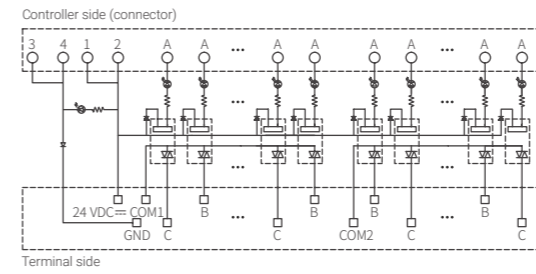 Controller side (connector)
3 4 1 2 A A ... A A ... A A ... A A
... ... ...
... ... ...
24 VDC⎓ COM1 B ... B B ... B
GND C C COM2 C C
Terminal side